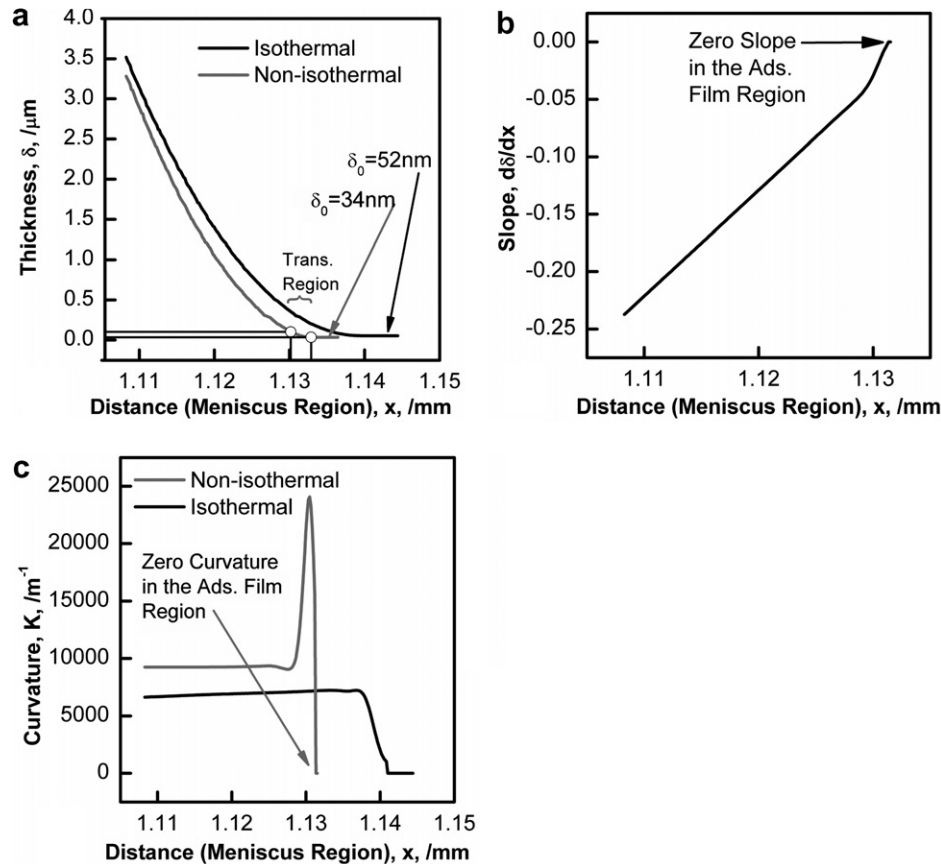 a
4.0
3.5
3.0
2.5
2.0
1.5
1.0
0.5
0.0
Thickness, δ, /μm
Isothermal
Non-isothermal
δ₀=52nm
δ₀=34nm
Trans.
Region
1.11 1.12 1.13 1.14 1.15
Distance (Meniscus Region), x, /mm
b
0.00
-0.05
-0.10
-0.15
-0.20
-0.25
Slope, dδ/dx
Zero Slope
in the Ads.
Film Region
1.11 1.12 1.13
Distance (Meniscus Region), x, /mm
c
25000
20000
15000
10000
5000
0
Curvature, K, /m⁻¹
Non-isothermal
Isothermal
Zero Curvature
in the Ads. Film
Region
1.11 1.12 1.13 1.14 1.15
Distance (Meniscus Region), x, /mm